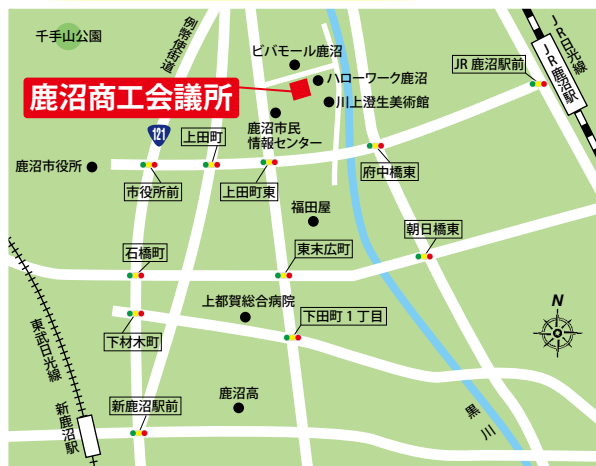 千手山公園
例幣使街道
ビバモール鹿沼
ハローワーク鹿沼
JR 鹿沼駅前
JR日光線
JR鹿沼駅
鹿沼商工会議所
川上澄生美術館
鹿沼市民
情報センター
121
上田町
鹿沼市役所
市役所前
上田町東
府中橋東
福田屋
朝日橋東
石橋町
東末広町
上都賀総合病院
下田町1丁目
下材木町
N
東武日光線
新鹿沼駅
新鹿沼駅前
鹿沼高
黒川